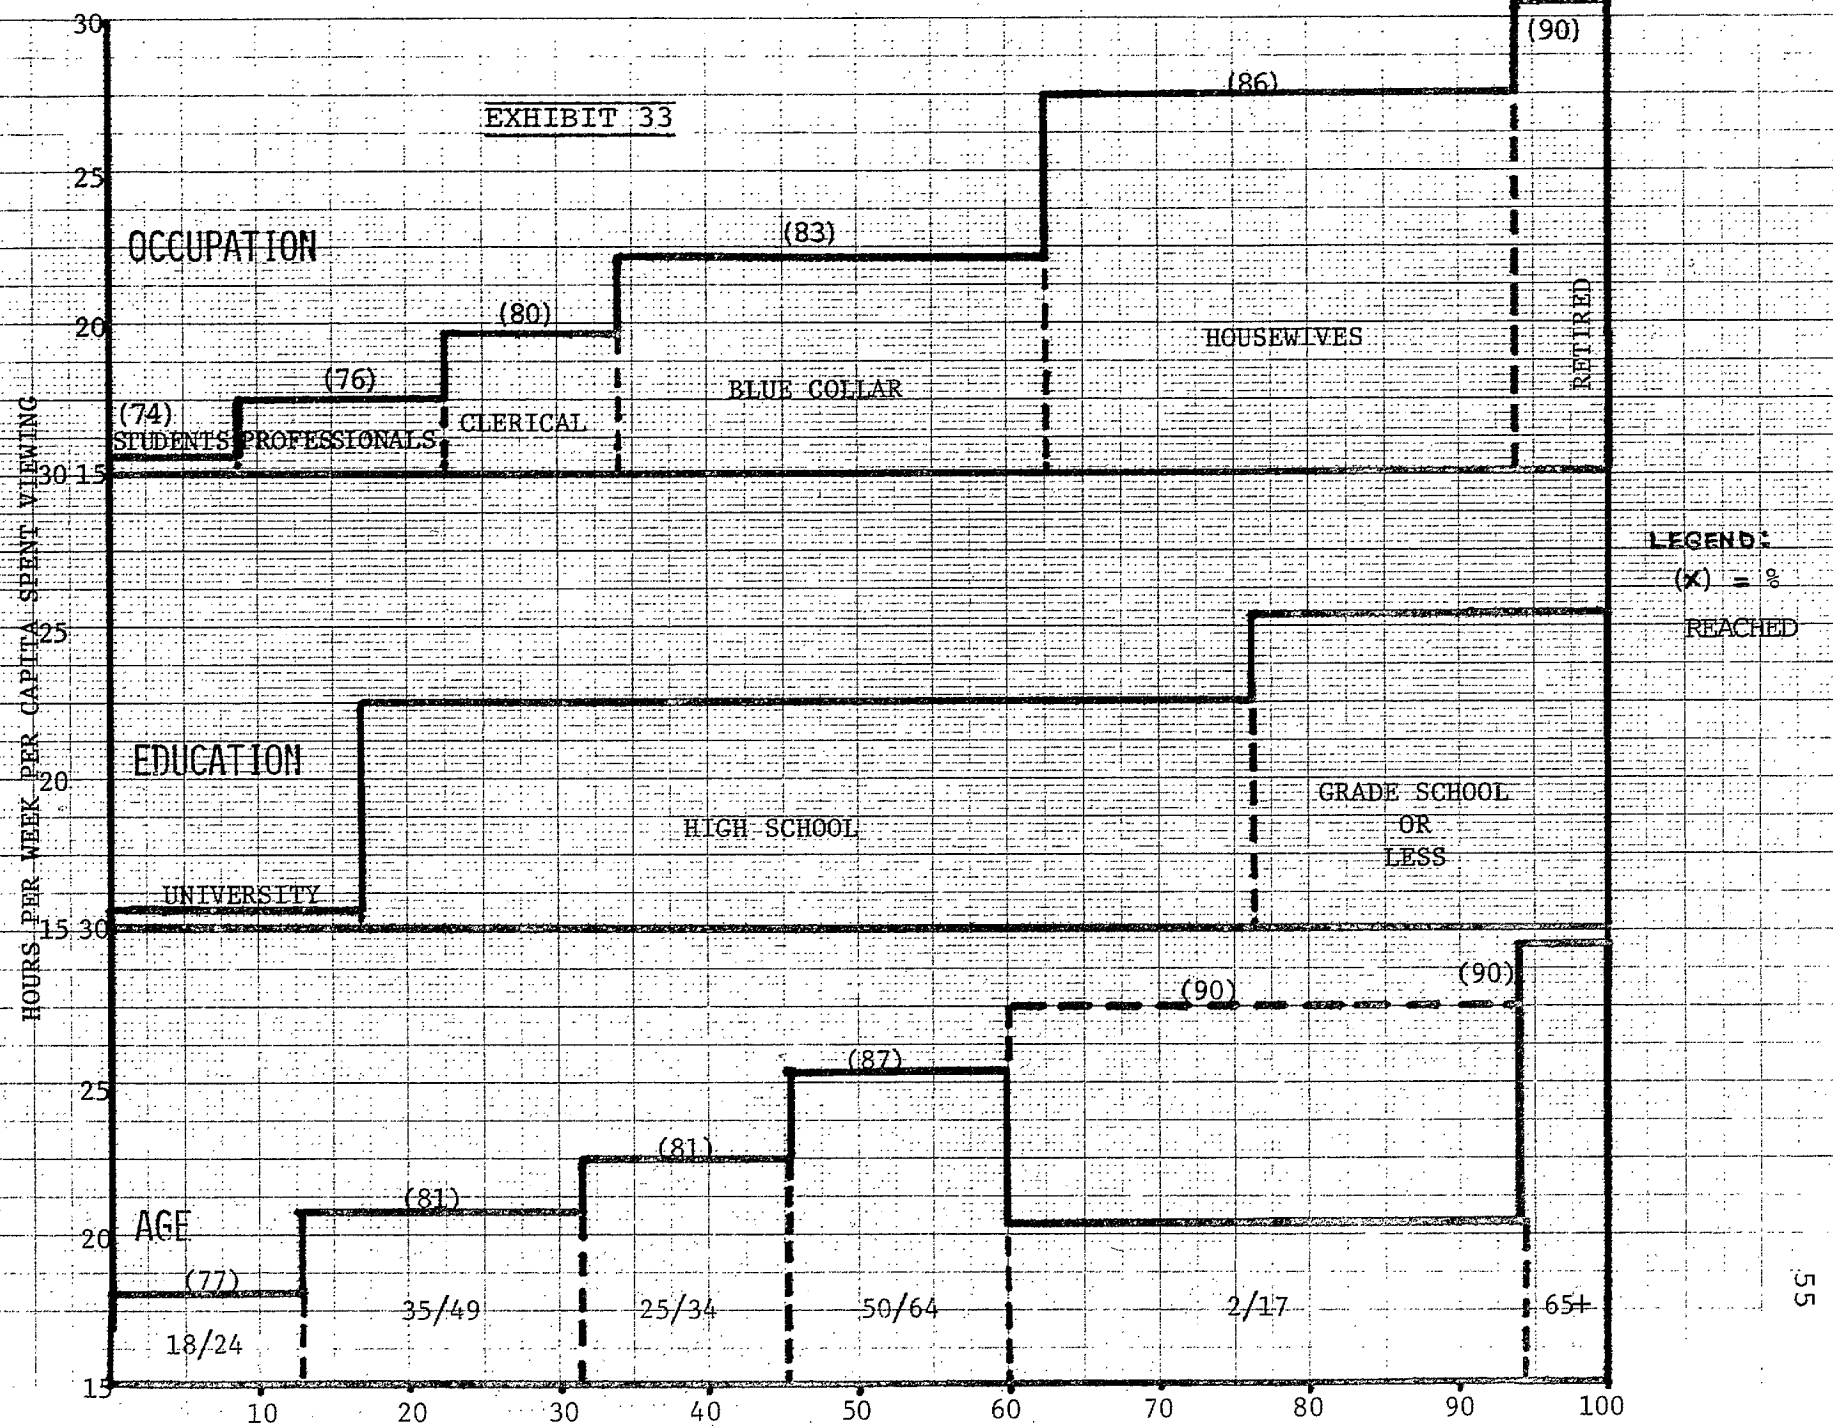 30
(90)
(86)
EXHIBIT 33
25
(83)
OCCUPATION
(80)
20
HOUSEWIVES
RETIRED
(76)
BLUE COLLAR
(74)
CLERICAL
STUDENTS PROFESSIONALS
30 15
HOURS PER WEEK PER CAPITA SPENT VIEWING
LEGEND:
(X) = %
REACHED
25
EDUCATION
20
GRADE SCHOOL
HIGH SCHOOL
OR
LESS
UNIVERSITY
15 30
(90)
(90)
(87)
25
(81)
(81)
AGE
20
(77)
35/49
25/34
50/64
2/17
65+
18/24
55
15
10 20 30 40 50 60 70 80 90 100